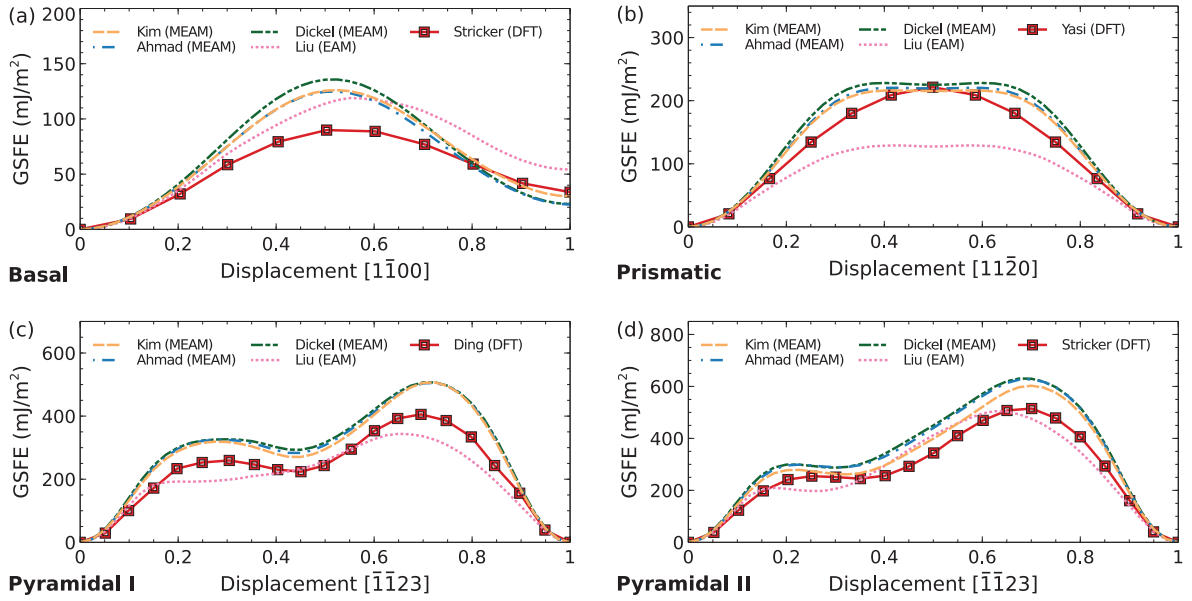 (a)
Kim (MEAM) Dickel (MEAM) Stricker (DFT)
Ahmad (MEAM) Liu (EAM)
200
150
100
50
0
GSFE (mJ/m²)
0 0.2 0.4 0.6 0.8 1
Basal Displacement [11̅00]
(b)
Kim (MEAM) Dickel (MEAM) Yasi (DFT)
Ahmad (MEAM) Liu (EAM)
300
200
100
0
GSFE (mJ/m²)
0 0.2 0.4 0.6 0.8 1
Prismatic Displacement [112̅0]
(c)
Kim (MEAM) Dickel (MEAM) Ding (DFT)
Ahmad (MEAM) Liu (EAM)
600
400
200
0
GSFE (mJ/m²)
0 0.2 0.4 0.6 0.8 1
Pyramidal I Displacement [1̅1̅23]
(d)
Kim (MEAM) Dickel (MEAM) Stricker (DFT)
Ahmad (MEAM) Liu (EAM)
800
600
400
200
0
GSFE (mJ/m²)
0 0.2 0.4 0.6 0.8 1
Pyramidal II Displacement [1̅1̅23]